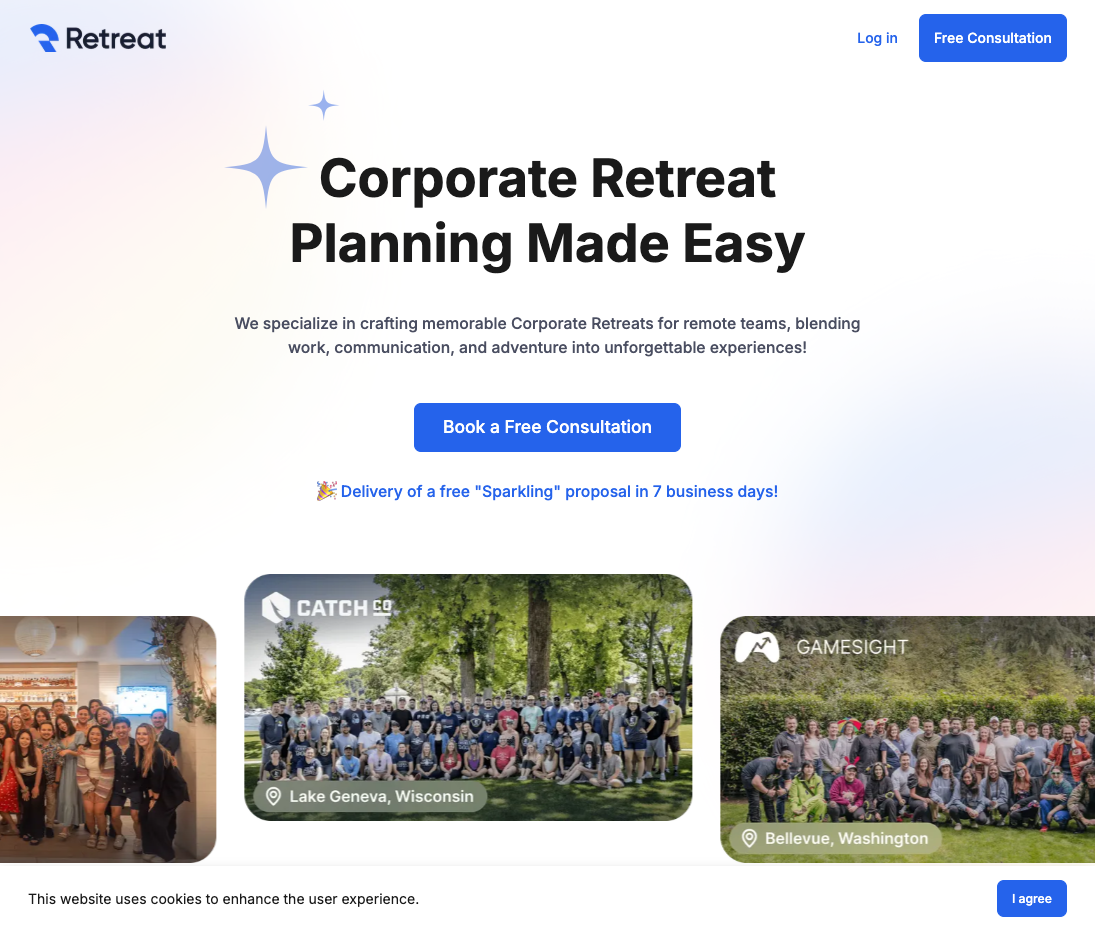 Retreat
Log in
Free Consultation
Corporate Retreat
Planning Made Easy
We specialize in crafting memorable Corporate Retreats for remote teams, blending
work, communication, and adventure into unforgettable experiences!
Book a Free Consultation
🎉 Delivery of a free "Sparkling" proposal in 7 business days!
CATCH CO
GAMESIGHT
Lake Geneva, Wisconsin
Bellevue, Washington
This website uses cookies to enhance the user experience.
I agree